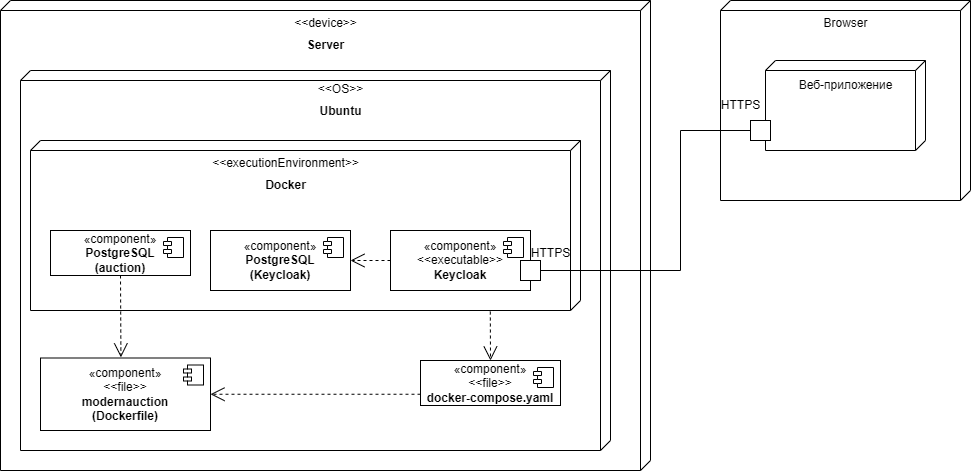 <<device>>
Server
<<OS>>
Ubuntu
<<executionEnvironment>>
Docker
«component»
PostgreSQL
(auction)
«component»
PostgreSQL
(Keycloak)
«component»
<<executable>>
Keycloak
HTTPS
«component»
<<file>>
modernauction
(Dockerfile)
«component»
<<file>>
docker-compose.yaml
Browser
Веб-приложение
HTTPS